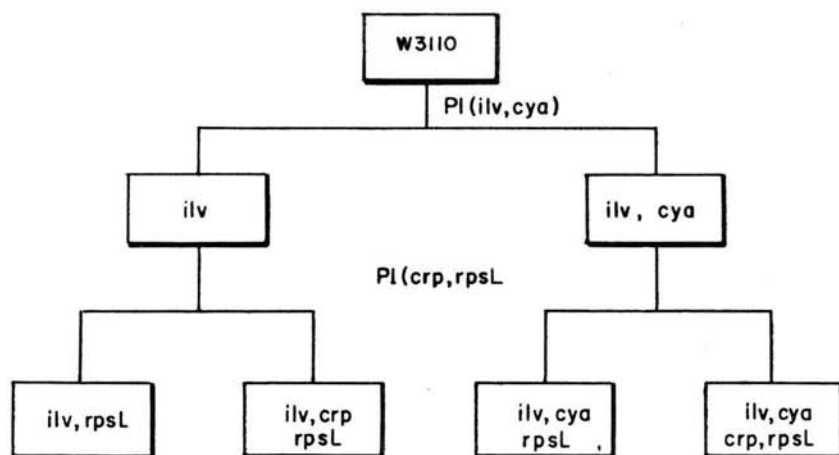 W3110
P1(ilv,cya)
ilv
ilv, cya
P1(crp,rpsL
ilv,rpsL
ilv,crp
rpsL
ilv,cya
rpsL ,
ilv,cya
crp,rpsL